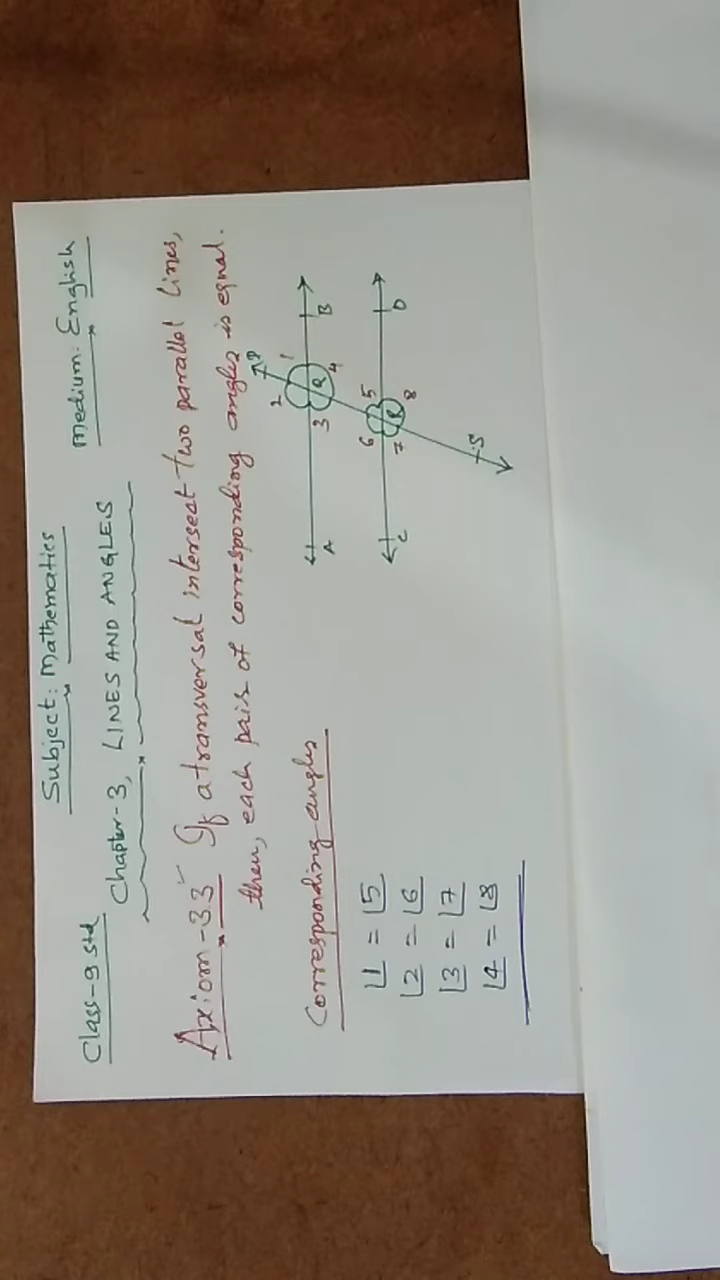 Class-9 std
Subject: Mathematics
Medium: English
Chapter-3, LINES AND ANGLES
Axiom-3.3 If a transversal intersect two parallel lines,
then, each pair of corresponding angles is equal.
Corresponding angles
∠1 = ∠5
∠2 = ∠6
∠3 = ∠7
∠4 = ∠8
P
2 1
A 3 Q 4 B
6 5
C 7 R 8 D
S